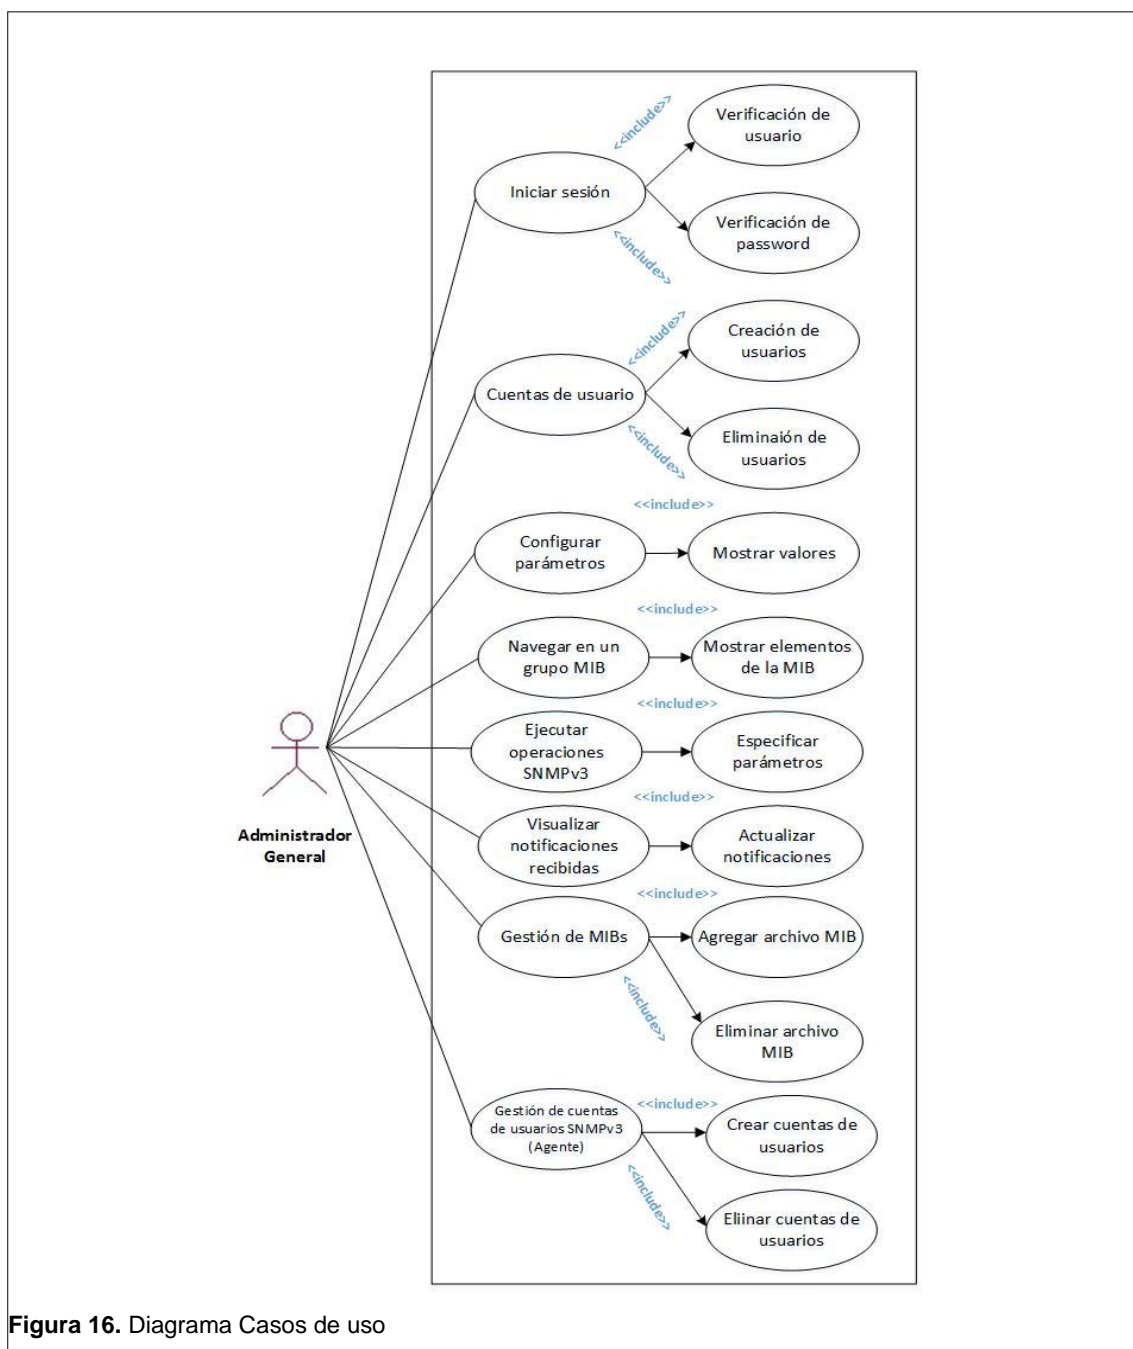 <<include>>
Verificación de
usuario
Iniciar sesión
Verificación de
password
<<include>>
<<include>>
Creación de
usuarios
Cuentas de usuario
Eliminaión de
usuarios
<<include>>
<<include>>
Configurar
parámetros
Mostrar valores
<<include>>
Navegar en un
grupo MIB
Mostrar elementos
de la MIB
<<include>>
Ejecutar
operaciones
SNMPv3
Especificar
parámetros
<<include>>
Visualizar
notificaciones
recibidas
Actualizar
notificaciones
Administrador
General
<<include>>
Gestión de MIBs
Agregar archivo MIB
<<include>>
Eliminar archivo
MIB
<<include>>
Gestión de cuentas
de usuarios SNMPv3
(Agente)
Crear cuentas de
usuarios
<<include>>
Eliinar cuentas de
usuarios
Figura 16. Diagrama Casos de uso